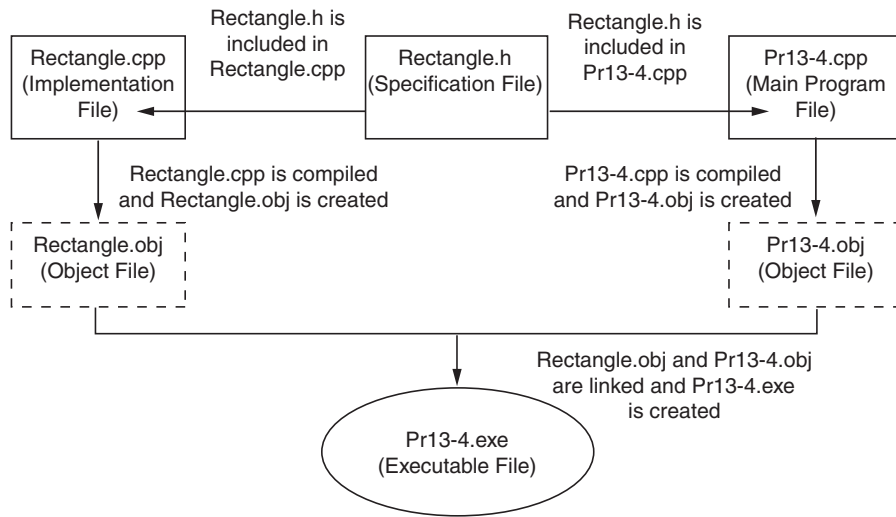 Rectangle.cpp
(Implementation
File)
Rectangle.h is
included in
Rectangle.cpp
Rectangle.h
(Specification File)
Rectangle.h is
included in
Pr13-4.cpp
Pr13-4.cpp
(Main Program
File)
Rectangle.cpp is compiled
and Rectangle.obj is created
Pr13-4.cpp is compiled
and Pr13-4.obj is created
Rectangle.obj
(Object File)
Pr13-4.obj
(Object File)
Rectangle.obj and Pr13-4.obj
are linked and Pr13-4.exe
is created
Pr13-4.exe
(Executable File)